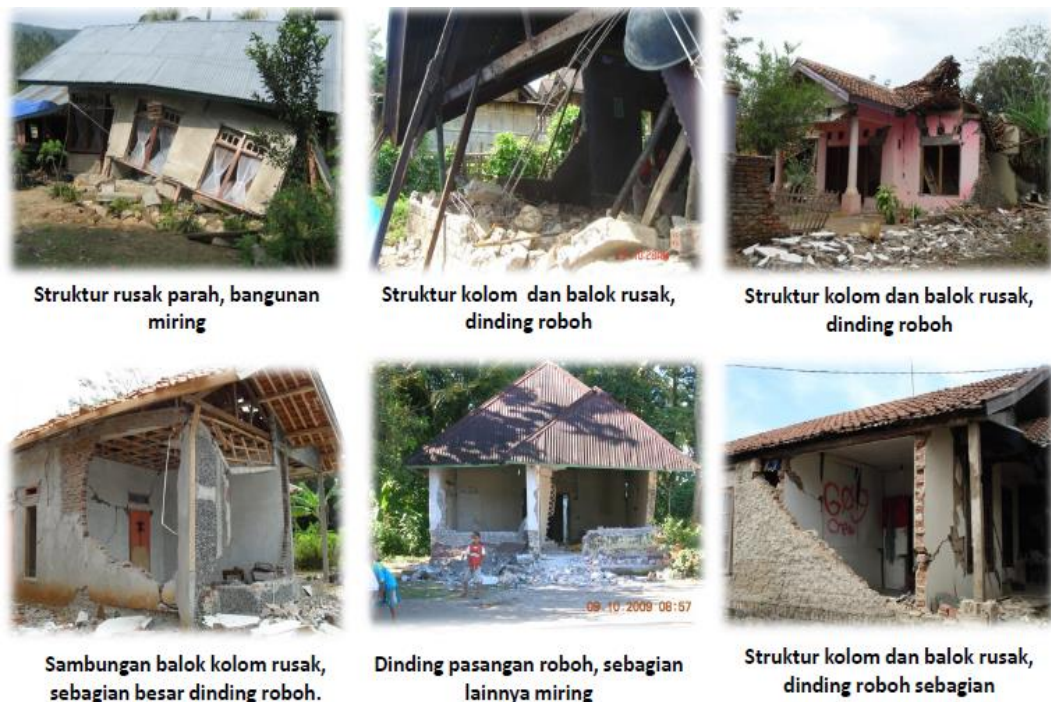 Struktur rusak parah, bangunan
miring
Struktur kolom dan balok rusak,
dinding roboh
Struktur kolom dan balok rusak,
dinding roboh
Sambungan balok kolom rusak,
sebagian besar dinding roboh.
09.10.2009 08:57
Dinding pasangan roboh, sebagian
lainnya miring
Struktur kolom dan balok rusak,
dinding roboh sebagian